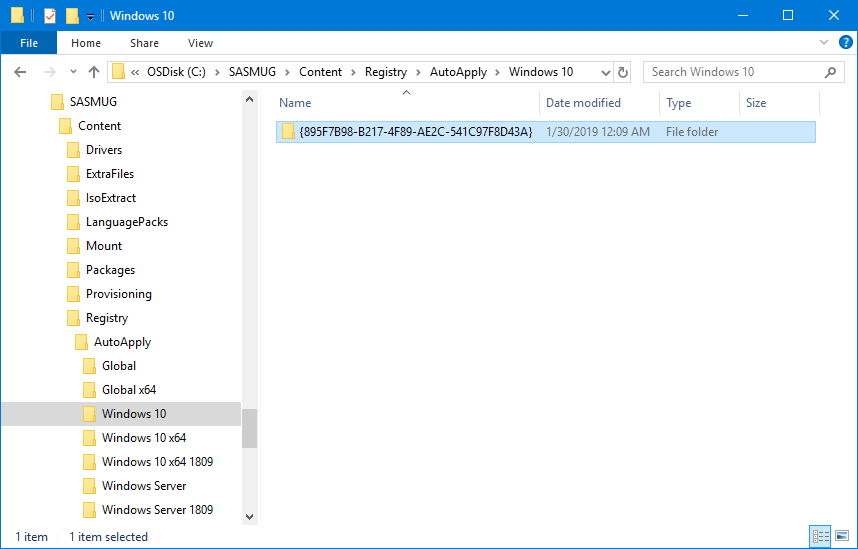 Windows 10
File Home Share View
« OSDisk (C:) SASMUG Content Registry AutoApply Windows 10 Search Windows 10
SASMUG
Content
Drivers
ExtraFiles
IsoExtract
LanguagePacks
Mount
Packages
Provisioning
Registry
AutoApply
Global
Global x64
Windows 10
Windows 10 x64
Windows 10 x64 1809
Windows Server
Windows Server 1809
Name Date modified Type Size
{895F7B98-B217-4F89-AE2C-541C97F8D43A} 1/30/2019 12:09 AM File folder
1 item 1 item selected